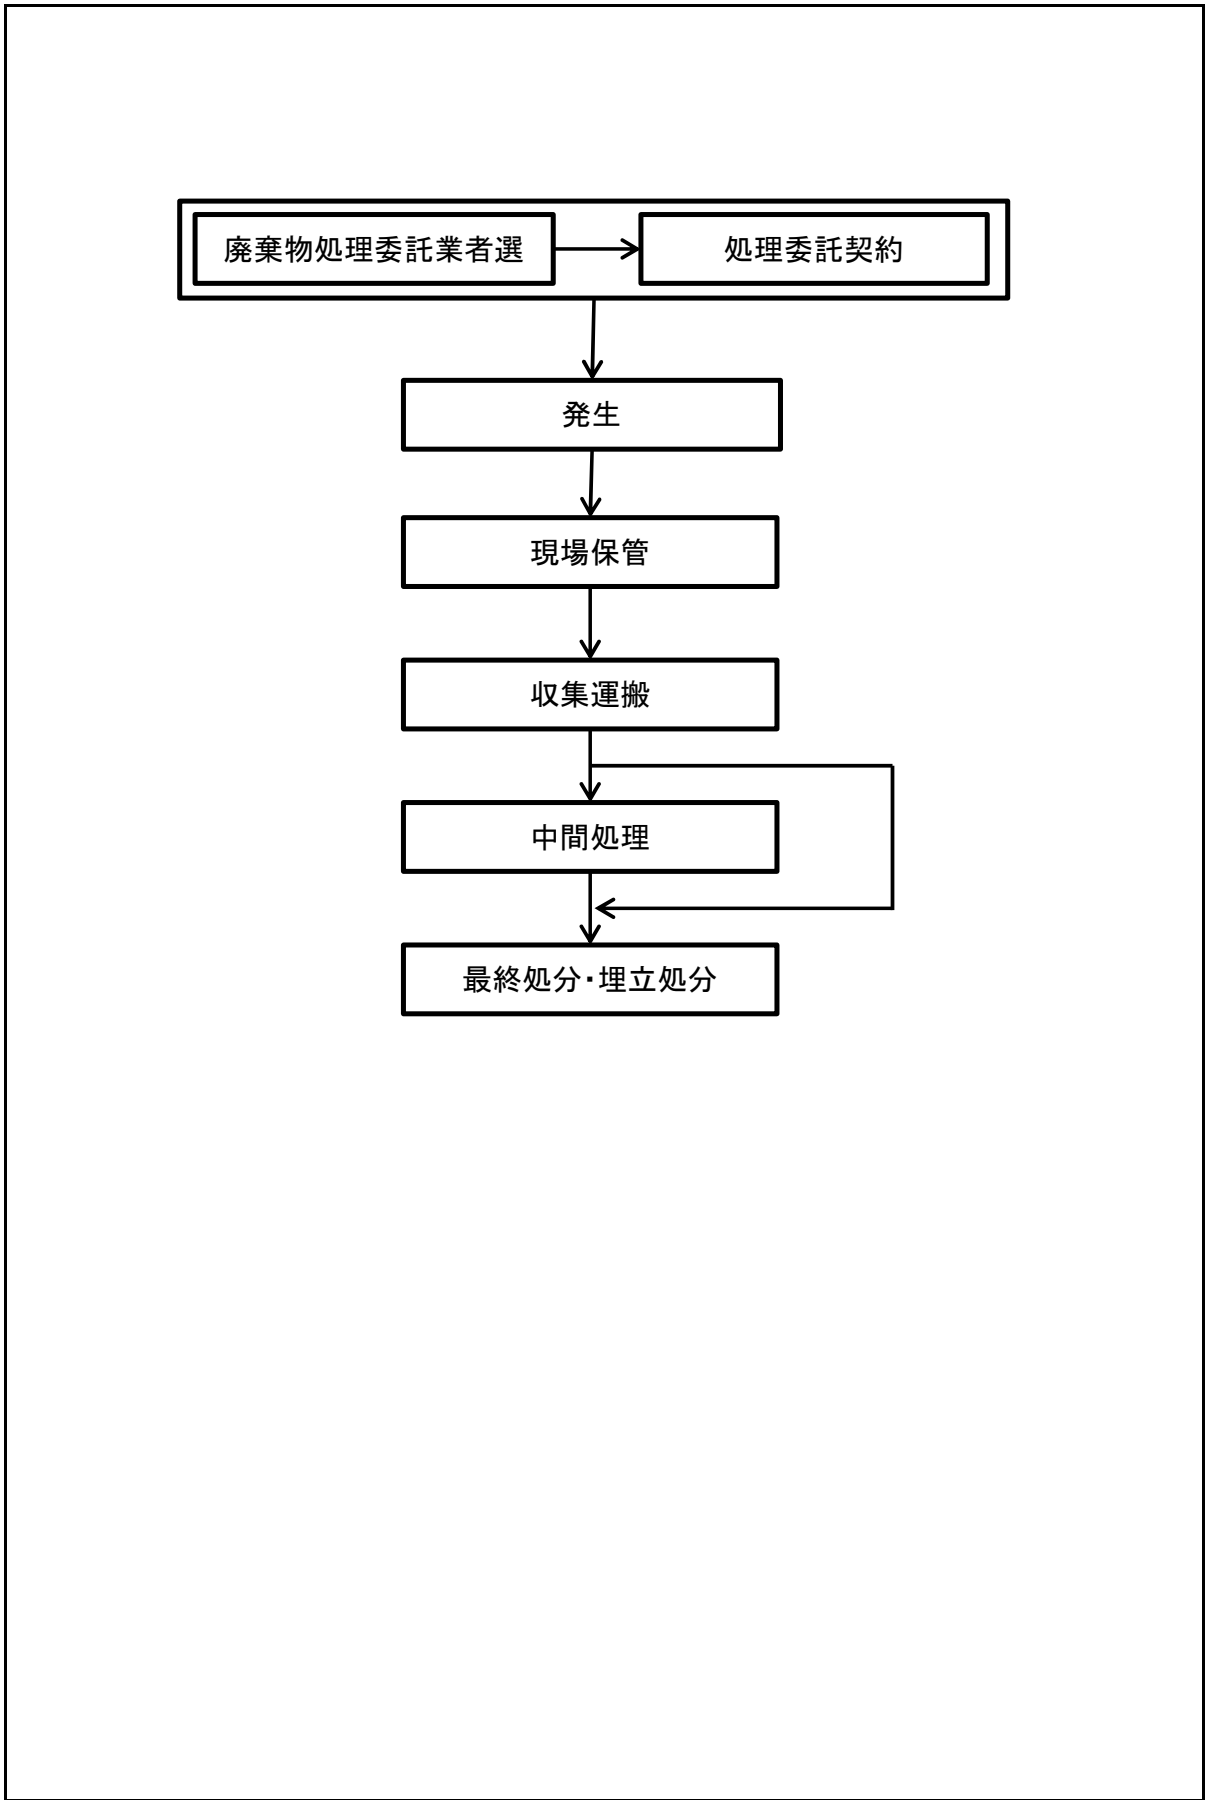 廃棄物処理委託業者選
処理委託契約
発生
現場保管
収集運搬
中間処理
最終処分・埋立処分